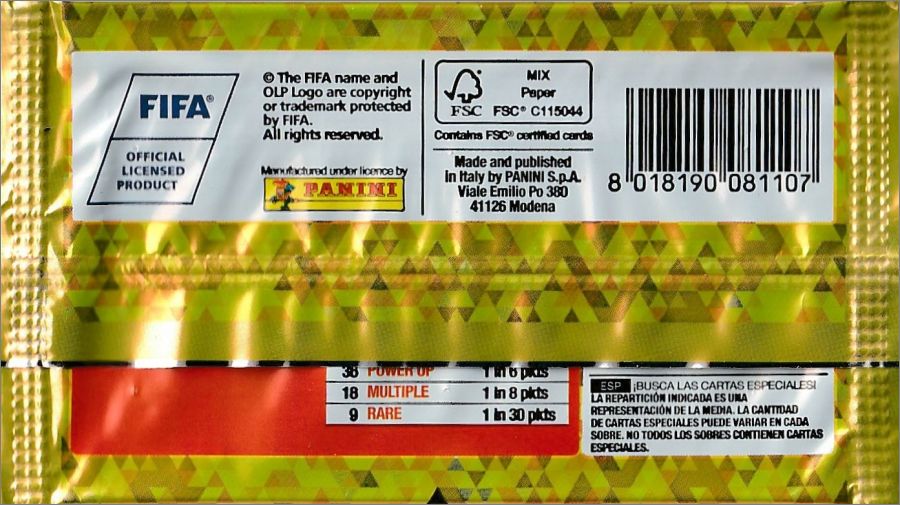 FIFA®
OFFICIAL
LICENSED
PRODUCT
© The FIFA name and
OLP Logo are copyright
or trademark protected
by FIFA.
All rights reserved.
Manufactured under licence by
PANINI
FSC
MIX
Paper
FSC® C115044
Contains FSC® certified cards
Made and published
in Italy by PANINI S.p.A.
Viale Emilio Po 380
41126 Modena
8 018190 081107
36 POWER UP 1 in 6 pkts
18 MULTIPLE 1 in 8 pkts
9 RARE 1 in 30 pkts
ESP ¡BUSCA LAS CARTAS ESPECIALES!
LA REPARTICIÓN INDICADA ES UNA
REPRESENTACIÓN DE LA MEDIA. LA CANTIDAD
DE CARTAS ESPECIALES PUEDE VARIAR EN CADA
SOBRE. NO TODOS LOS SOBRES CONTIENEN CARTAS
ESPECIALES.